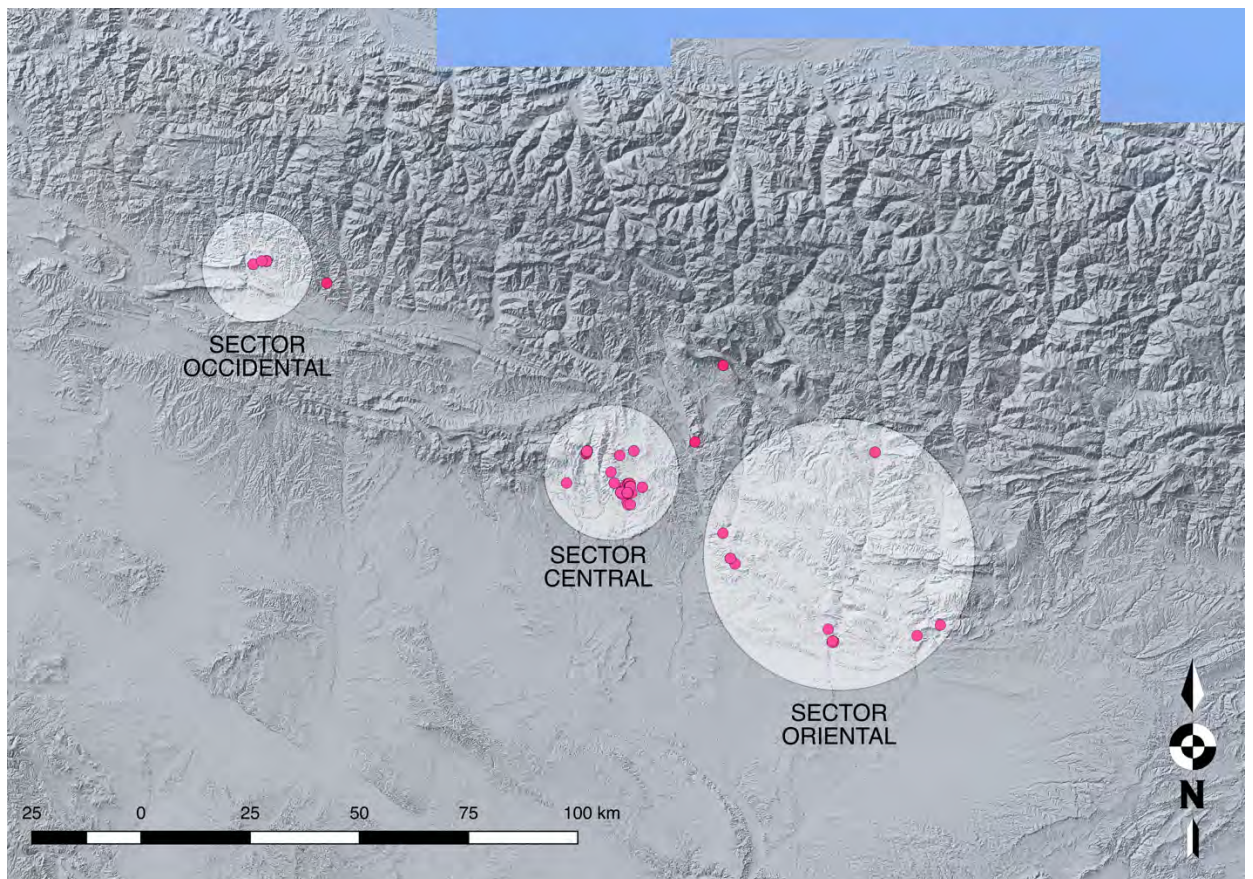 SECTOR
OCCIDENTAL
SECTOR
CENTRAL
SECTOR
ORIENTAL
N
25 0 25 50 75 100 km